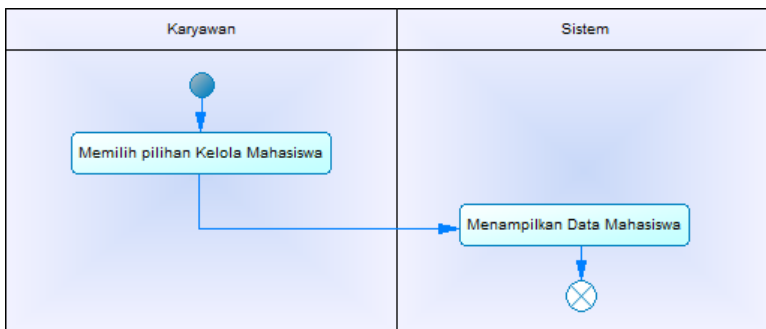 Karyawan
Sistem
Memilih pilihan Kelola Mahasiswa
Menampilkan Data Mahasiswa